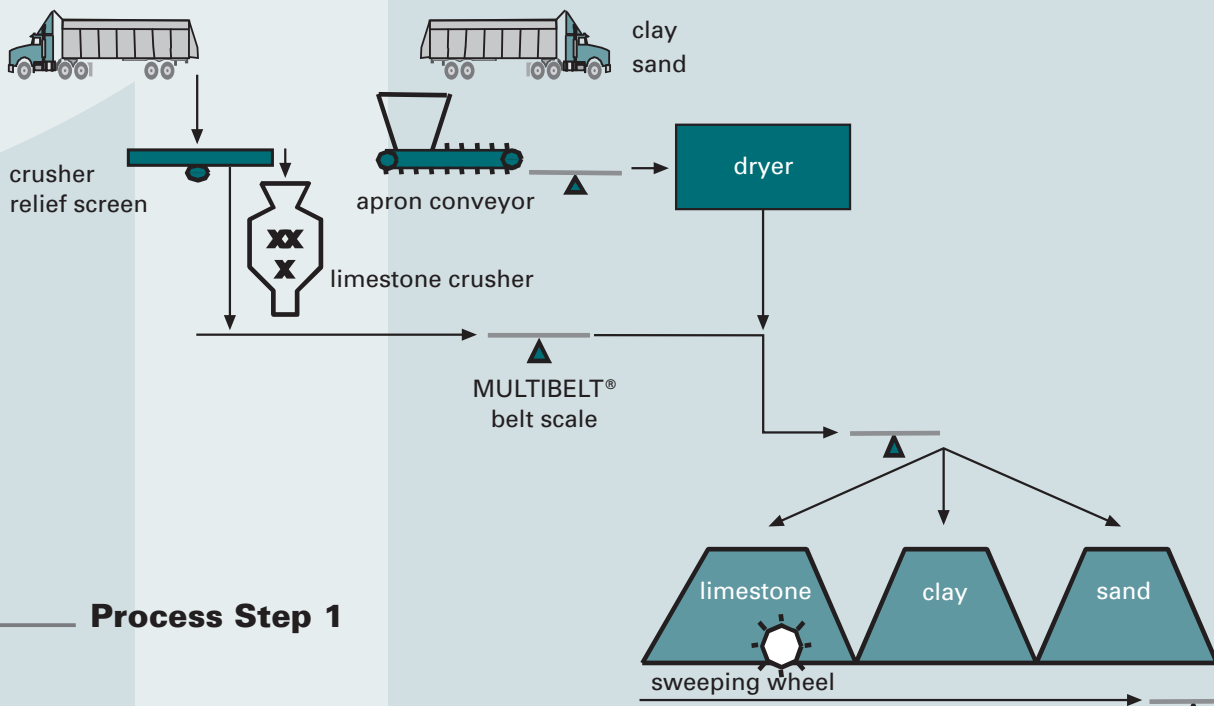 clay
sand
crusher
relief screen
apron conveyor
dryer
XX
X
limestone crusher
MULTIBELT®
belt scale
limestone
clay
sand
Process Step 1
sweeping wheel